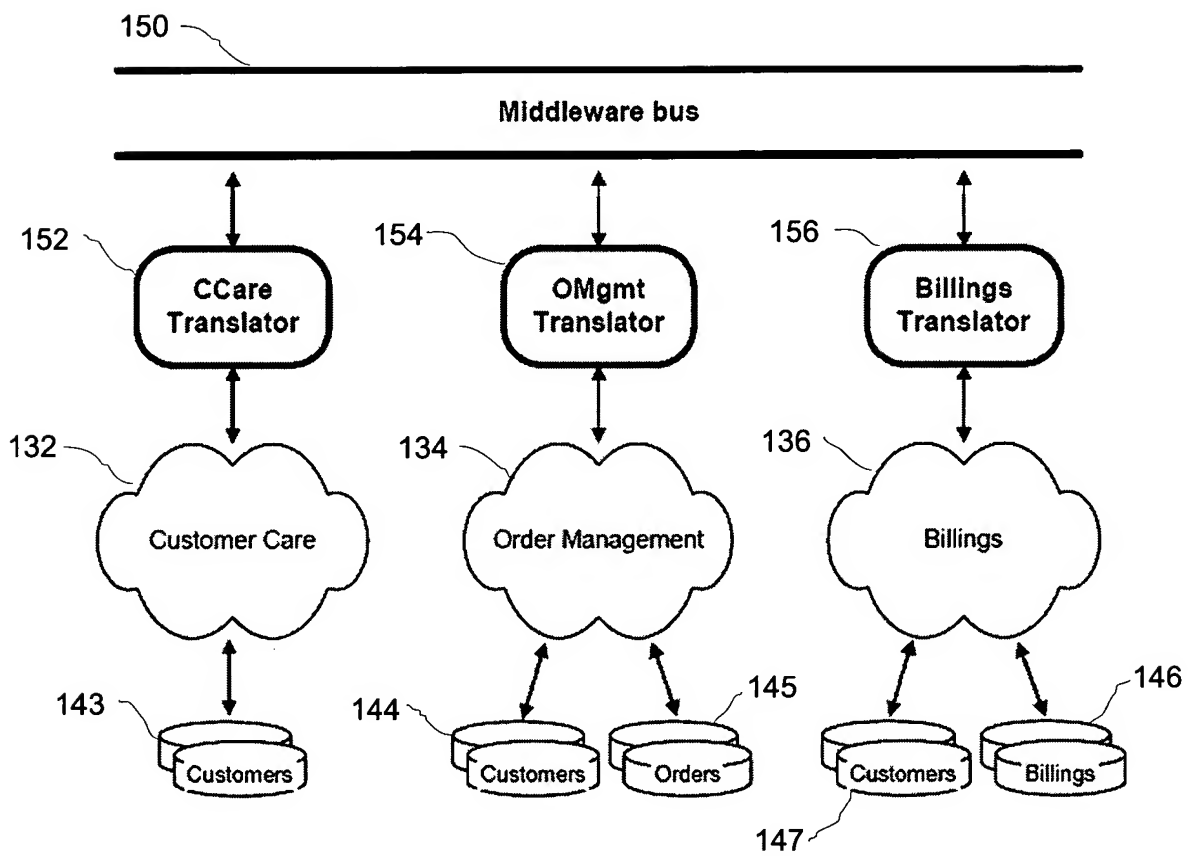 150
Middleware bus
152
CCare
Translator
154
OMgmt
Translator
156
Billings
Translator
132
Customer Care
134
Order Management
136
Billings
143
Customers
144
Customers
145
Orders
Customers
147
146
Billings